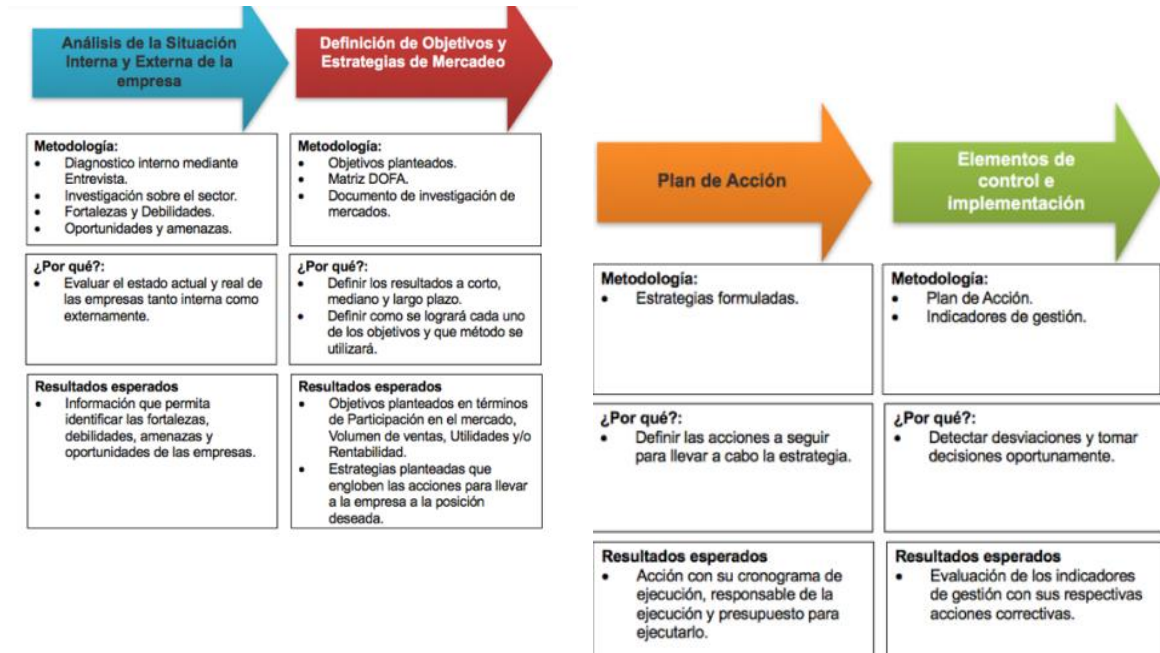 Análisis de la Situación
Interna y Externa de la
empresa
Metodología:
• Diagnostico interno mediante
Entrevista.
• Investigación sobre el sector.
• Fortalezas y Debilidades.
• Oportunidades y amenazas.
¿Por qué?:
• Evaluar el estado actual y real de
las empresas tanto interna como
externamente.
Resultados esperados
• Información que permita
identificar las fortalezas,
debilidades, amenazas y
oportunidades de las empresas.
Definición de Objetivos y
Estrategias de Mercadeo
Metodología:
• Objetivos planteados.
• Matriz DOFA.
• Documento de investigación de
mercados.
¿Por qué?:
• Definir los resultados a corto,
mediano y largo plazo.
• Definir como se logrará cada uno
de los objetivos y que método se
utilizará.
Resultados esperados
• Objetivos planteados en términos
de Participación en el mercado,
Volumen de ventas, Utilidades y/o
Rentabilidad.
• Estrategias planteadas que
engloben las acciones para llevar
a la empresa a la posición
deseada.
Plan de Acción
Metodología:
• Estrategias formuladas.
¿Por qué?:
• Definir las acciones a seguir
para llevar a cabo la estrategia.
Resultados esperados
• Acción con su cronograma de
ejecución, responsable de la
ejecución y presupuesto para
ejecutarlo.
Elementos de
control e
implementación
Metodología:
• Plan de Acción.
• Indicadores de gestión.
¿Por qué?:
• Detectar desviaciones y tomar
decisiones oportunamente.
Resultados esperados
• Evaluación de los indicadores
de gestión con sus respectivas
acciones correctivas.